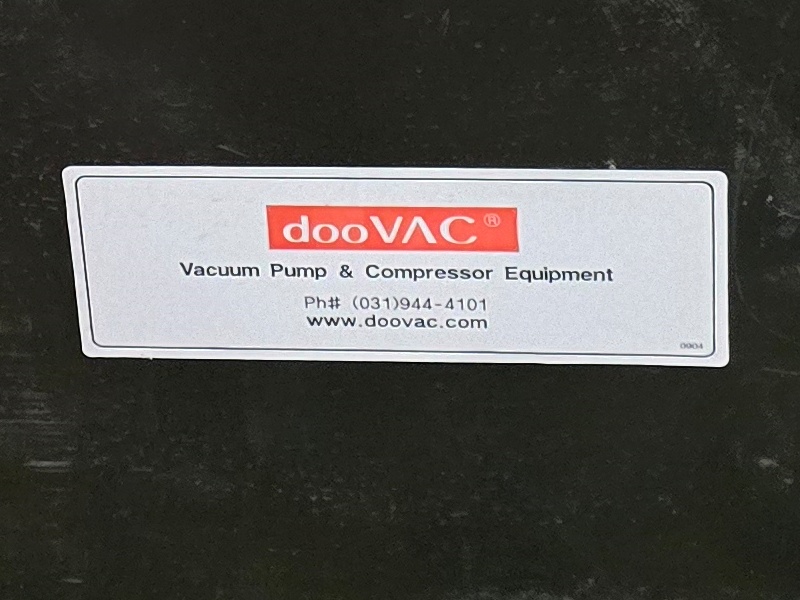 dooVAC®
Vacuum Pump & Compressor Equipment
Ph# (031)944-4101
www.doovac.com
0904